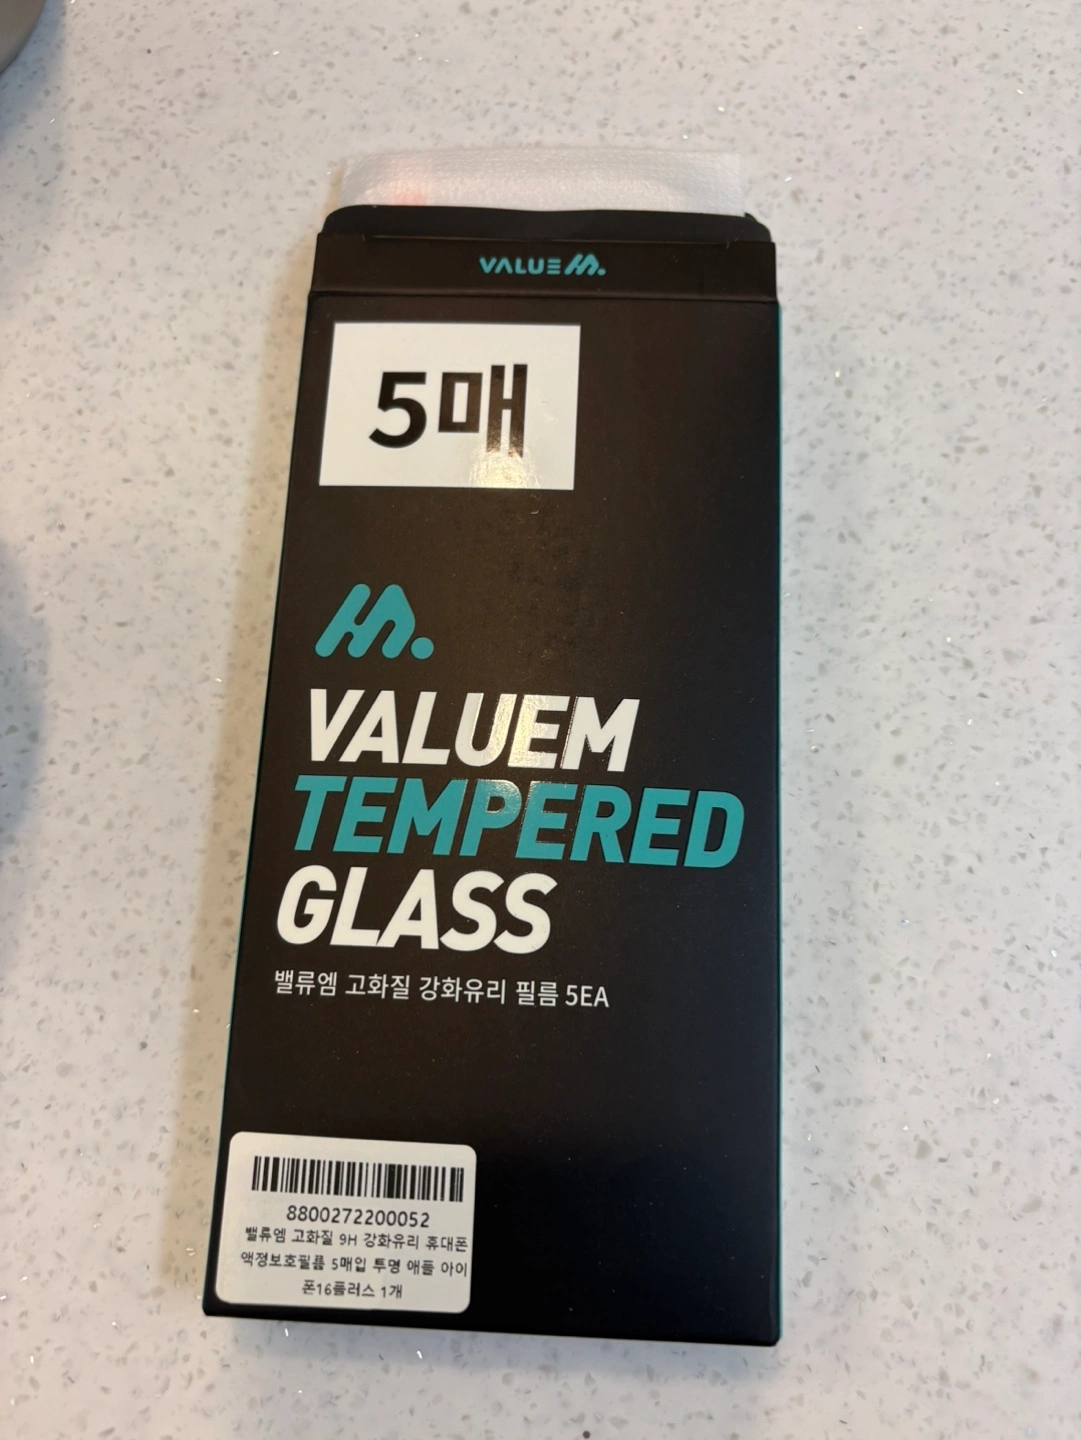 VALUEM.
5매
VALUEM
TEMPERED
GLASS
밸류엠 고화질 강화유리 필름 5EA
8800272200052
밸류엠 고화질 9H 강화유리 휴대폰
액정보호필름 5매입 투명 애플 아이
폰16플러스 1개